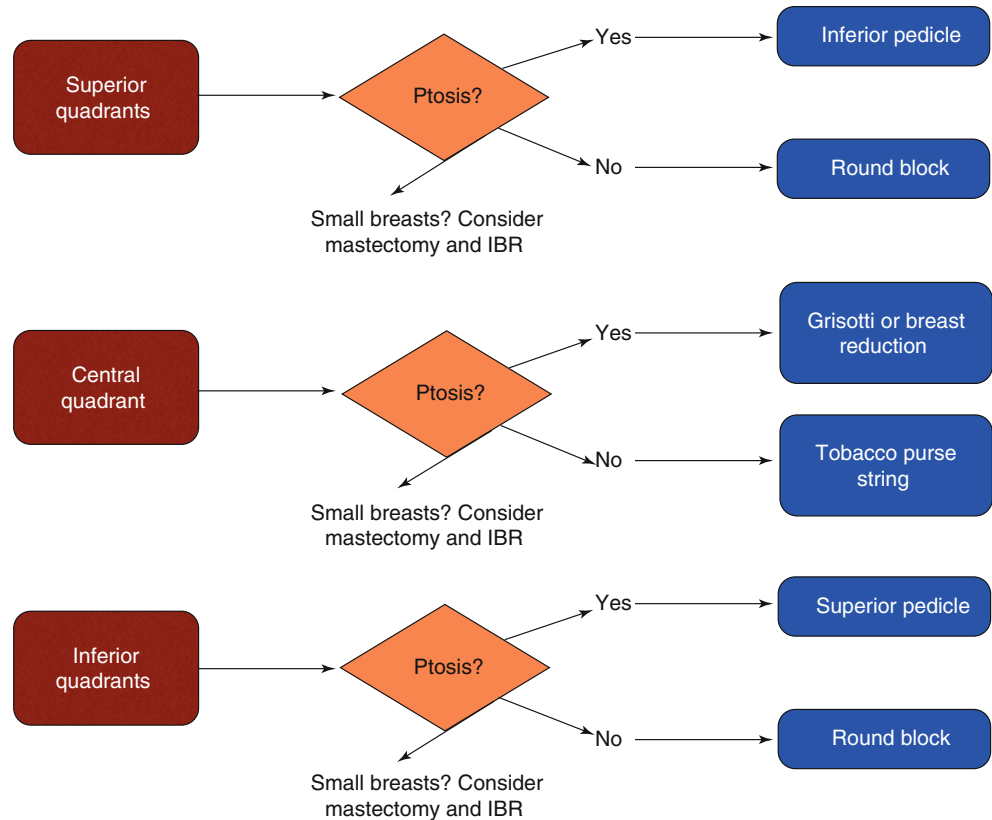 Superior
quadrants
Ptosis?
Yes
Inferior pedicle
No
Round block
Small breasts? Consider
mastectomy and IBR
Central
quadrant
Ptosis?
Yes
Grisotti or breast
reduction
No
Tobacco purse
string
Small breasts? Consider
mastectomy and IBR
Inferior
quadrants
Ptosis?
Yes
Superior pedicle
No
Round block
Small breasts? Consider
mastectomy and IBR